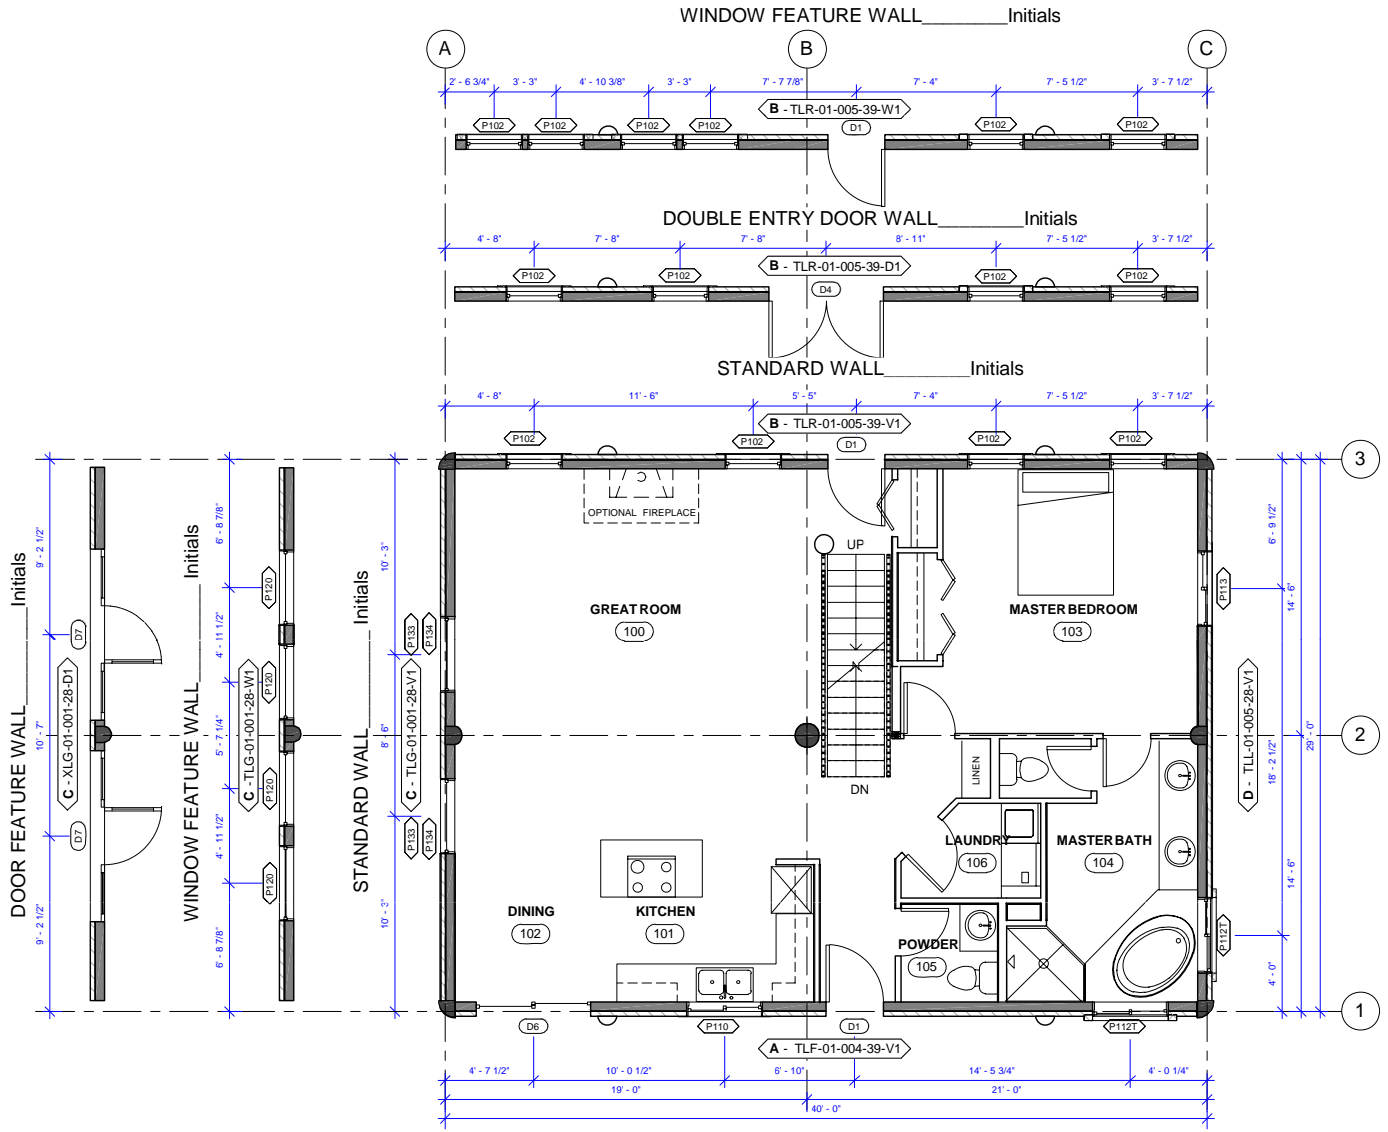 WINDOW FEATURE WALL_________Initials
A
B
C
2' - 6 3/4"
3' - 3"
4' - 10 3/8"
3' - 3"
7' - 7 7/8"
7' - 4"
7' - 5 1/2"
3' - 7 1/2"
B - TLR-01-005-39-W1
P102
P102
P102
P102
D1
P102
P102
DOUBLE ENTRY DOOR WALL_________Initials
4' - 8"
7' - 8"
7' - 8"
8' - 11"
7' - 5 1/2"
3' - 7 1/2"
B - TLR-01-005-39-D1
P102
P102
D4
P102
P102
STANDARD WALL_________Initials
4' - 8"
11' - 6"
5' - 5"
7' - 4"
7' - 5 1/2"
3' - 7 1/2"
B - TLR-01-005-39-V1
P102
P102
D1
P102
P102
3
2
1
DOOR FEATURE WALL_________Initials
9' - 2 1/2"
10' - 7"
9' - 2 1/2"
D7
D7
C - XLG-01-001-28-D1
WINDOW FEATURE WALL_________Initials
6' - 8 7/8"
4' - 11 1/2"
5' - 7 1/4"
4' - 11 1/2"
6' - 8 7/8"
P120
P120
P120
P120
C - TLG-01-001-28-W1
STANDARD WALL_________Initials
10' - 3"
8' - 6"
10' - 3"
P133
P134
C - TLG-01-001-28-V1
P133
P134
OPTIONAL FIREPLACE
UP
GREAT ROOM
100
MASTER BEDROOM
103
DN
LINEN
LAUNDRY
106
MASTER BATH
104
DINING
102
KITCHEN
101
POWDER
105
P113
D - TLL-01-005-28-V1
P112T
6' - 9 1/2"
18' - 2 1/2"
4' - 0"
14' - 6"
14' - 6"
29' - 0"
D6
P110
D1
P112T
A - TLF-01-004-39-V1
4' - 7 1/2"
10' - 0 1/2"
6' - 10"
14' - 5 3/4"
4' - 0 1/4"
19' - 0"
21' - 0"
40' - 0"